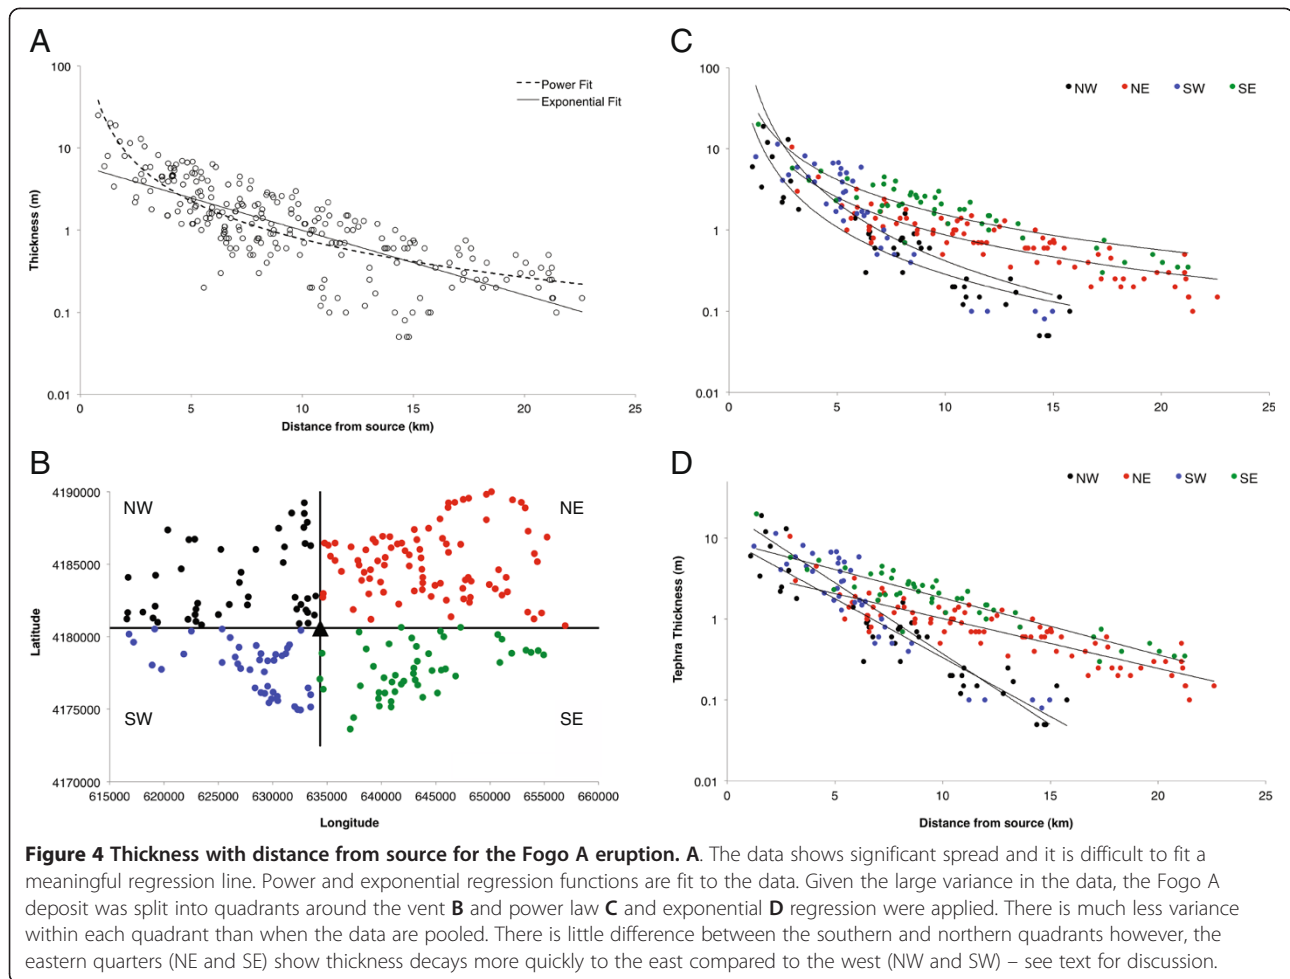 A
100
10
1
0.1
0.01
Thickness (m)
0
5
10
15
20
25
Distance from source (km)
Power Fit
Exponential Fit
C
100
10
1
0.1
0.01
Thickness (m)
0
5
10
15
20
25
NW
NE
SW
SE
B
4190000
4185000
4180000
4175000
4170000
Latitude
NW
NE
SW
SE
615000 620000 625000 630000 635000 640000 645000 650000 655000 660000
Longitude
D
10
1
0.1
0.01
Tephra Thickness (m)
0
5
10
15
20
25
Distance from source (km)
NW
NE
SW
SE
Figure 4 Thickness with distance from source for the Fogo A eruption. A. The data shows significant spread and it is difficult to fit a
meaningful regression line. Power and exponential regression functions are fit to the data. Given the large variance in the data, the Fogo A
deposit was split into quadrants around the vent B and power law C and exponential D regression were applied. There is much less variance
within each quadrant than when the data are pooled. There is little difference between the southern and northern quadrants however, the
eastern quarters (NE and SE) show thickness decays more quickly to the east compared to the west (NW and SW) – see text for discussion.